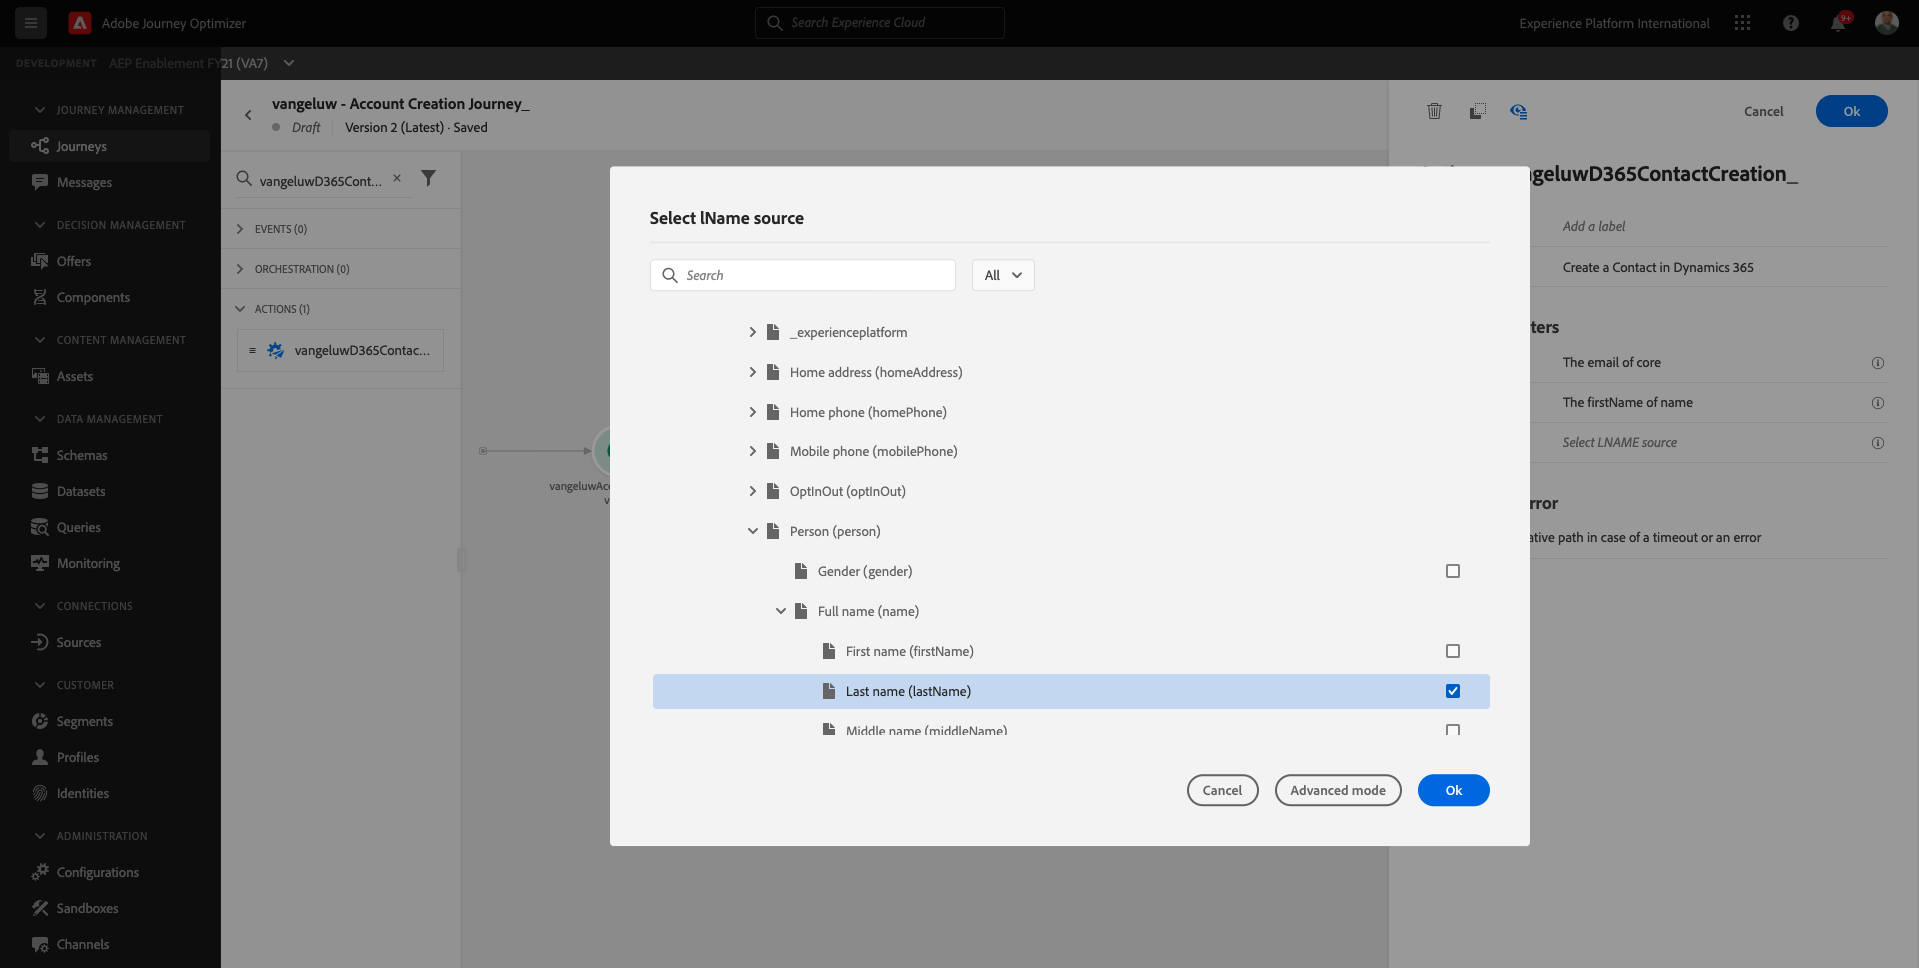 Adobe Journey Optimizer
Search Experience Cloud
Experience Platform International
9+
DEVELOPMENT AEP Enablement FY21 (VA7)
JOURNEY MANAGEMENT
Journeys
Messages
DECISION MANAGEMENT
Offers
Components
CONTENT MANAGEMENT
Assets
DATA MANAGEMENT
Schemas
Datasets
Queries
Monitoring
CONNECTIONS
Sources
CUSTOMER
Segments
Profiles
Identities
ADMINISTRATION
Configurations
Sandboxes
Channels
vangeluw - Account Creation Journey_
Draft Version 2 (Latest) · Saved
vangeluwD365Cont...
EVENTS (0)
ORCHESTRATION (0)
ACTIONS (1)
vangeluwD365Contac...
vangeluwAcc
v
Select lName source
Search
All
_experienceplatform
Home address (homeAddress)
Home phone (homePhone)
Mobile phone (mobilePhone)
OptInOut (optInOut)
Person (person)
Gender (gender)
Full name (name)
First name (firstName)
Last name (lastName)
Middle name (middleName)
Cancel
Advanced mode
Ok
Cancel
Ok
ngeluwD365ContactCreation_
Add a label
Create a Contact in Dynamics 365
ters
The email of core
The firstName of name
Select LNAME source
rror
ative path in case of a timeout or an error